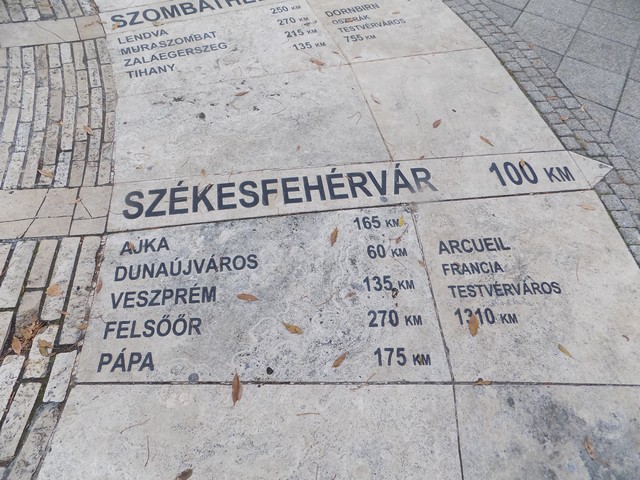 SZOMBATHE
LENDVA 250 KM
MURASZOMBAT 270 KM
ZALAEGERSZEG 215 KM
TIHANY 135 KM
DORNBIRN
OSZTRÁK
TESTVÉRVÁROS
755 KM
SZÉKESFEHÉRVÁR 100 KM
AJKA 165 KM
DUNAÚJVÁROS 60 KM
VESZPRÉM 135 KM
FELSŐŐR 270 KM
PÁPA 175 KM
ARCUEIL
FRANCIA
TESTVÉRVÁROS
1310 KM